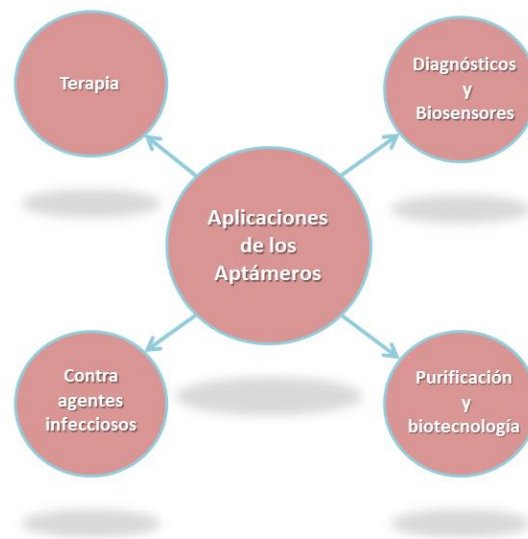 Terapia
Diagnósticos
y
Biosensores
Aplicaciones
de los
Aptámeros
Contra
agentes
infecciosos
Purificación
y
biotecnología